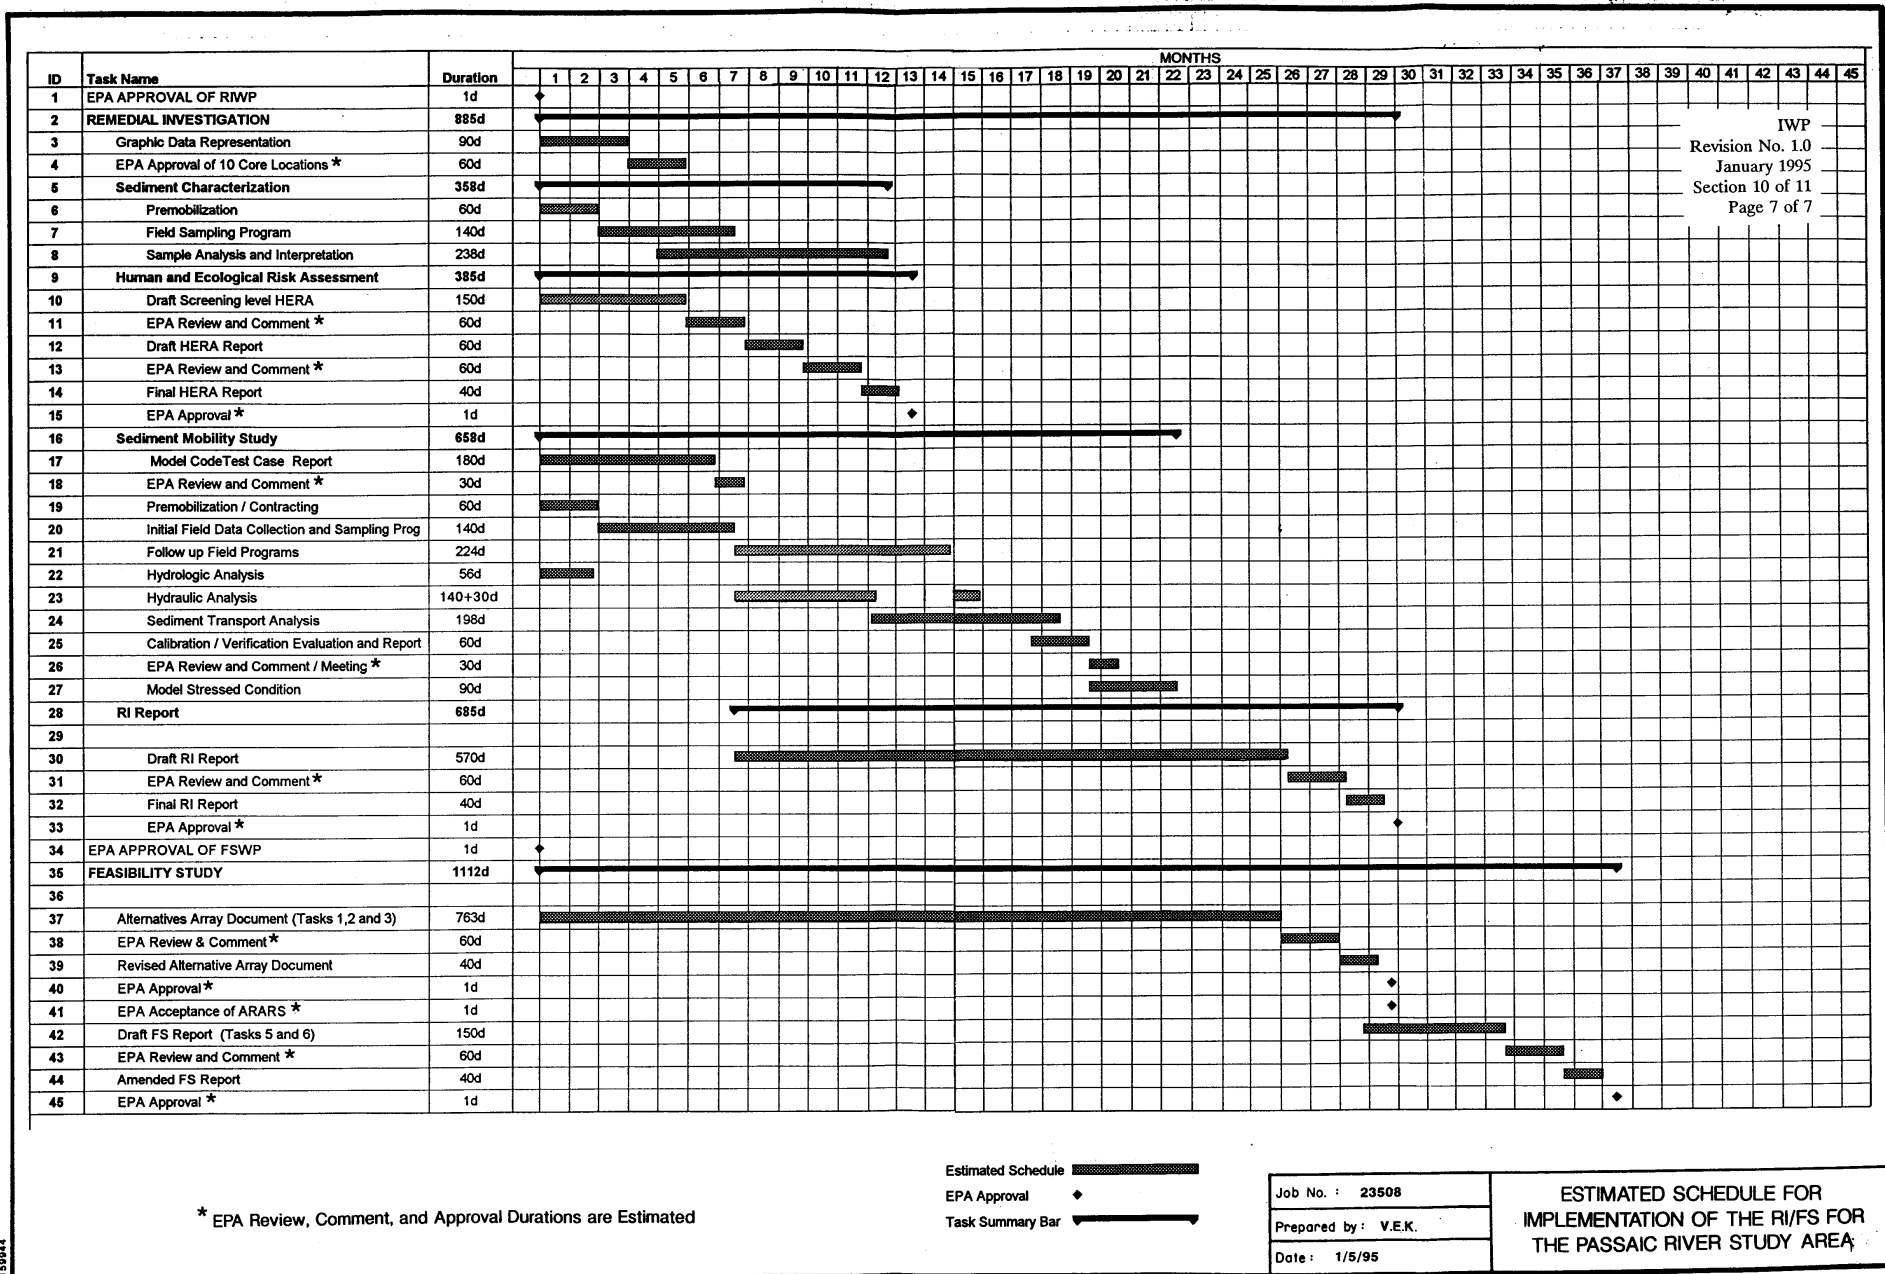 MONTHS
ID Task Name Duration 1 2 3 4 5 6 7 8 9 10 11 12 13 14 15 16 17 18 19 20 21 22 23 24 25 26 27 28 29 30 31 32 33 34 35 36 37 38 39 40 41 42 43 44 45
1 EPA APPROVAL OF RIWP 1d
2 REMEDIAL INVESTIGATION 885d
3 Graphic Data Representation 90d
4 EPA Approval of 10 Core Locations * 60d
5 Sediment Characterization 358d
6 Premobilization 60d
7 Field Sampling Program 140d
8 Sample Analysis and Interpretation 238d
9 Human and Ecological Risk Assessment 385d
10 Draft Screening level HERA 150d
11 EPA Review and Comment * 60d
12 Draft HERA Report 60d
13 EPA Review and Comment * 60d
14 Final HERA Report 40d
15 EPA Approval * 1d
16 Sediment Mobility Study 658d
17 Model CodeTest Case Report 180d
18 EPA Review and Comment * 30d
19 Premobilization / Contracting 60d
20 Initial Field Data Collection and Sampling Prog 140d
21 Follow up Field Programs 224d
22 Hydrologic Analysis 56d
23 Hydraulic Analysis 140+30d
24 Sediment Transport Analysis 198d
25 Calibration / Verification Evaluation and Report 60d
26 EPA Review and Comment / Meeting * 30d
27 Model Stressed Condition 90d
28 RI Report 685d
29
30 Draft RI Report 570d
31 EPA Review and Comment * 60d
32 Final RI Report 40d
33 EPA Approval * 1d
34 EPA APPROVAL OF FSWP 1d
35 FEASIBILITY STUDY 1112d
36
37 Alternatives Array Document (Tasks 1,2 and 3) 763d
38 EPA Review & Comment * 60d
39 Revised Alternative Array Document 40d
40 EPA Approval * 1d
41 EPA Acceptance of ARARS * 1d
42 Draft FS Report (Tasks 5 and 6) 150d
43 EPA Review and Comment * 60d
44 Amended FS Report 40d
45 EPA Approval * 1d
IWP
Revision No. 1.0
January 1995
Section 10 of 11
Page 7 of 7
Estimated Schedule
EPA Approval
Task Summary Bar
* EPA Review, Comment, and Approval Durations are Estimated
Job No. : 23508
Prepared by : V.E.K.
Date : 1/5/95
ESTIMATED SCHEDULE FOR
IMPLEMENTATION OF THE RI/FS FOR
THE PASSAIC RIVER STUDY AREA